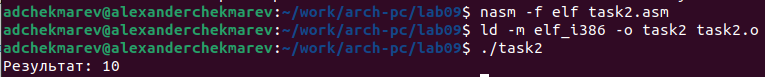 adchekmarev@alexanderchekmarev:~/work/arch-pc/lab09$ nasm -f elf task2.asm
adchekmarev@alexanderchekmarev:~/work/arch-pc/lab09$ ld -m elf_i386 -o task2 task2.o
adchekmarev@alexanderchekmarev:~/work/arch-pc/lab09$ ./task2
Результат: 10